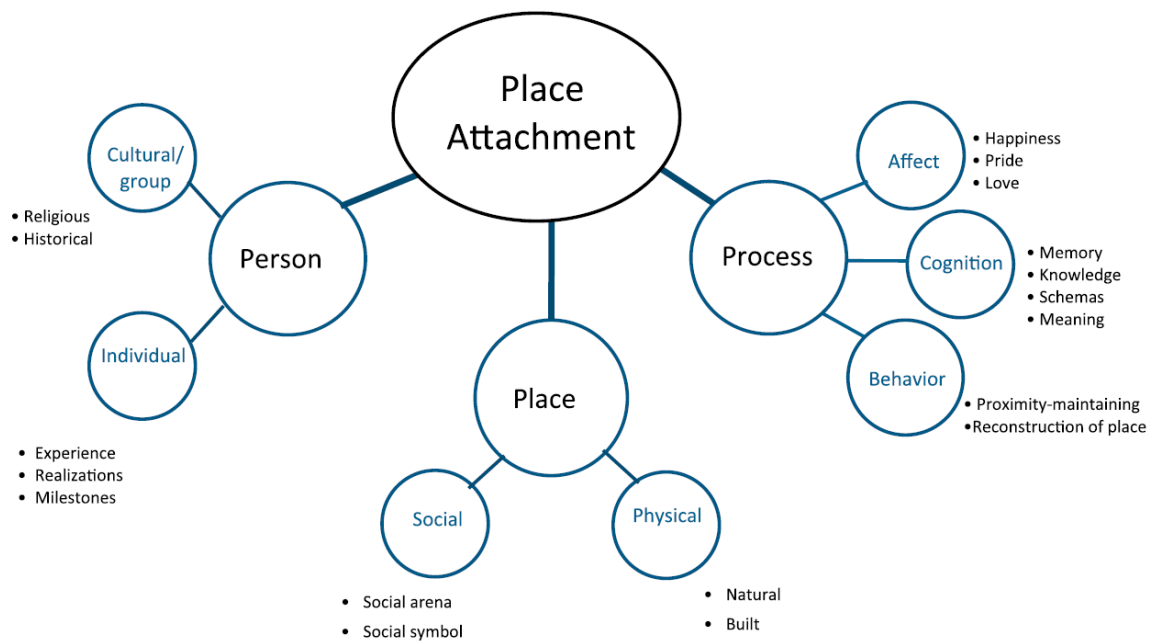 Place
Attachment
Cultural/
group
• Religious
• Historical
Person
Individual
• Experience
• Realizations
• Milestones
Place
Social
• Social arena
• Social symbol
Physical
• Natural
• Built
Process
Affect
• Happiness
• Pride
• Love
Cognition
• Memory
• Knowledge
• Schemas
• Meaning
Behavior
• Proximity-maintaining
•Reconstruction of place